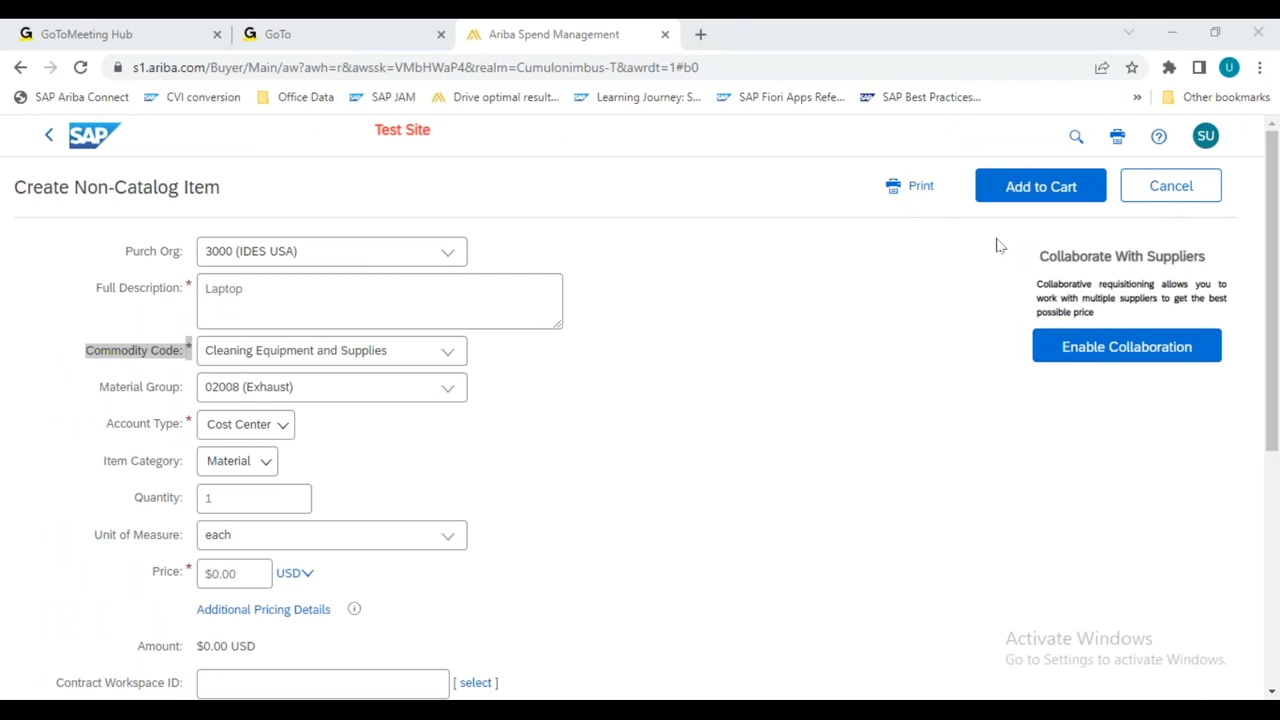 GoToMeeting Hub
GoTo
Ariba Spend Management
s1.ariba.com/Buyer/Main/aw?awh=r&awssk=VMbHWaP4&realm=Cumulonimbus-T&awrdt=1#b0
U
SAP Ariba Connect
CVI conversion
Office Data
SAP JAM
Drive optimal result...
Learning Journey: S...
SAP Fiori Apps Refe...
SAP Best Practices...
»
Other bookmarks
SAP
Test Site
SU
Create Non-Catalog Item
Print
Add to Cart
Cancel
Purch Org: 3000 (IDES USA)
Full Description: * Laptop
Commodity Code: * Cleaning Equipment and Supplies
Material Group: 02008 (Exhaust)
Account Type: * Cost Center
Item Category: Material
Quantity: 1
Unit of Measure: each
Price: * $0.00 USD
Additional Pricing Details
Amount: $0.00 USD
Contract Workspace ID: [ select ]
Collaborate With Suppliers
Collaborative requisitioning allows you to
work with multiple suppliers to get the best
possible price
Enable Collaboration
Activate Windows
Go to Settings to activate Windows.